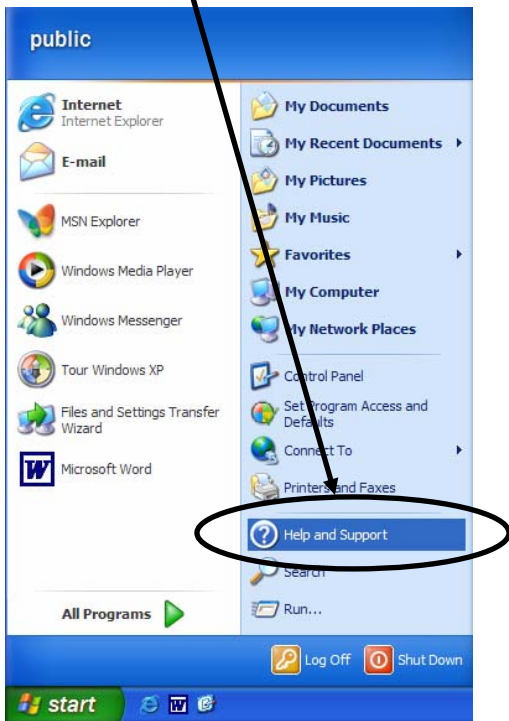 public
Internet
Internet Explorer
E-mail
MSN Explorer
Windows Media Player
Windows Messenger
Tour Windows XP
Files and Settings Transfer
Wizard
Microsoft Word
All Programs
My Documents
My Recent Documents
My Pictures
My Music
Favorites
My Computer
My Network Places
Control Panel
Set Program Access and
Defaults
Connect To
Printers and Faxes
Help and Support
Search
Run...
Log Off
Shut Down
start